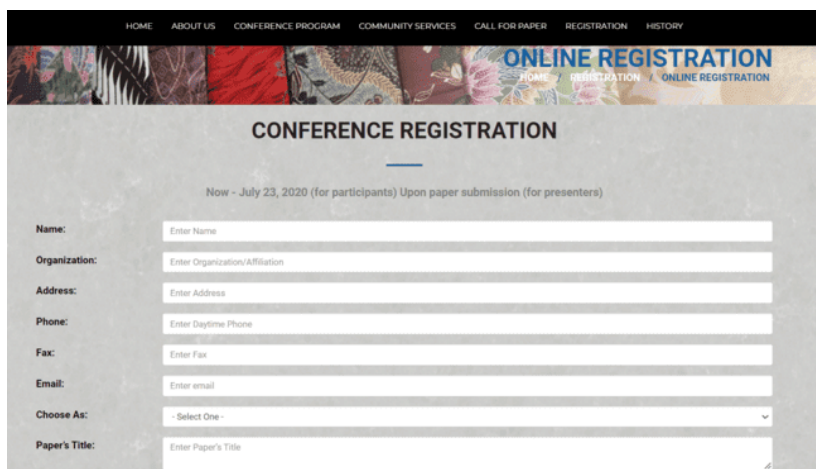 HOME ABOUT US CONFERENCE PROGRAM COMMUNITY SERVICES CALL FOR PAPER REGISTRATION HISTORY
ONLINE REGISTRATION
HOME / REGISTRATION / ONLINE REGISTRATION
CONFERENCE REGISTRATION
Now - July 23, 2020 (for participants) Upon paper submission (for presenters)
Name: Enter Name
Organization: Enter Organization/Affiliation
Address: Enter Address
Phone: Enter Daytime Phone
Fax: Enter Fax
Email: Enter email
Choose As: - Select One -
Paper's Title: Enter Paper's Title